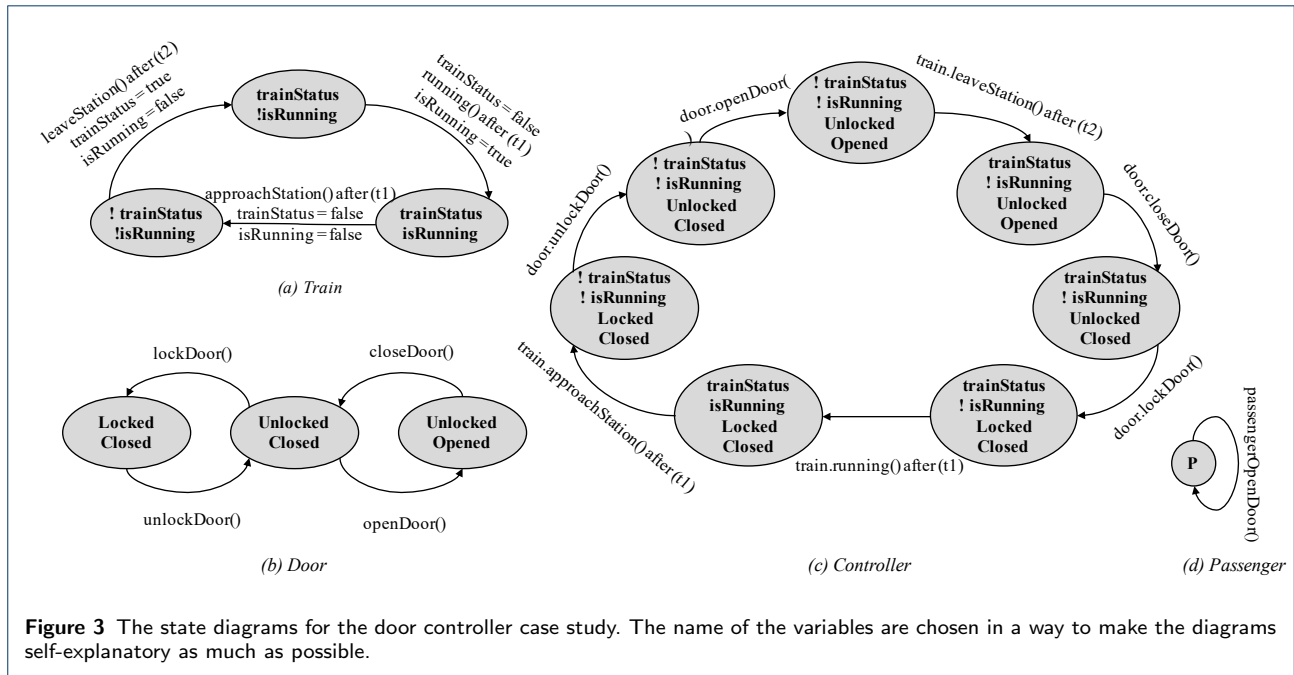 leaveStation() after (t2)
trainStatus = true
isRunning = false
trainStatus
!isRunning
trainStatus = false
running() after (t1)
isRunning = true
! trainStatus
!isRunning
approachStation() after (t1)
trainStatus = false
isRunning = false
trainStatus
isRunning
(a) Train
lockDoor()
closeDoor()
Locked
Closed
Unlocked
Closed
Unlocked
Opened
unlockDoor()
openDoor()
(b) Door
door.openDoor(
)
! trainStatus
! isRunning
Unlocked
Opened
train.leaveStation() after (t2)
! trainStatus
! isRunning
Unlocked
Closed
trainStatus
! isRunning
Unlocked
Opened
door.unlockDoor()
door.closeDoor()
! trainStatus
! isRunning
Locked
Closed
trainStatus
! isRunning
Unlocked
Closed
train.approachStation() after (t1)
trainStatus
isRunning
Locked
Closed
train.running() after (t1)
trainStatus
! isRunning
Locked
Closed
door.lockDoor()
(c) Controller
P
passengerOpenDoor()
(d) Passenger
Figure 3 The state diagrams for the door controller case study. The name of the variables are chosen in a way to make the diagrams
self-explanatory as much as possible.